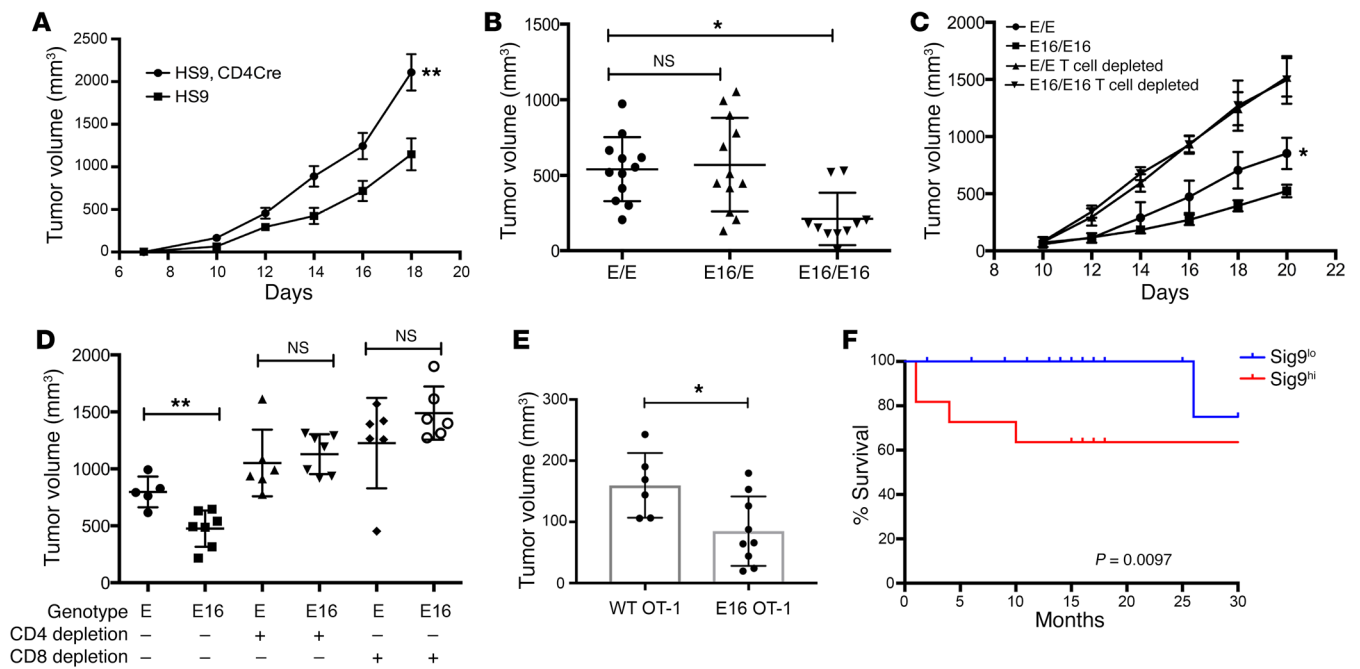 A
Tumor volume (mm³)
2500
2000
1500
1000
500
0
HS9, CD4Cre
HS9
**
6 8 10 12 14 16 18 20
Days
B
Tumor volume (mm³)
1500
1000
500
0
*
NS
E/E E16/E E16/E16
C
Tumor volume (mm³)
2000
1500
1000
500
0
E/E
E16/E16
E/E T cell depleted
E16/E16 T cell depleted
*
8 10 12 14 16 18 20 22
Days
D
Tumor volume (mm³)
2000
1500
1000
500
0
** NS NS
Genotype E E16 E E16 E E16
CD4 depletion – – + + – –
CD8 depletion – – – – + +
E
Tumor volume (mm³)
300
200
100
0
*
WT OT-1 E16 OT-1
F
% Survival
100
80
60
40
20
0
Sig9ˡᵒ
Sig9ʰⁱ
P = 0.0097
0 5 10 15 20 25 30
Months